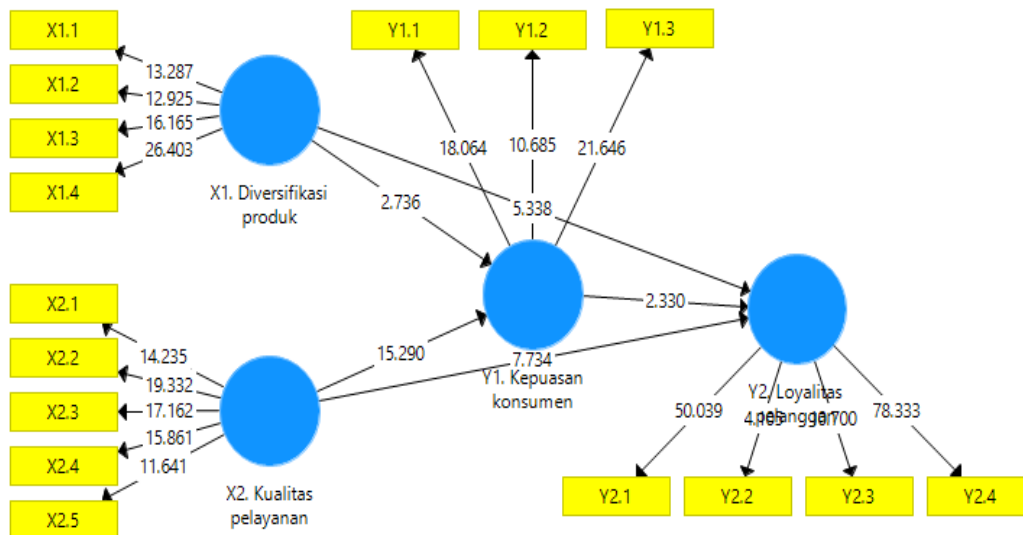 X1.1
X1.2
X1.3
X1.4
13.287
12.925
16.165
26.403
X1. Diversifikasi
produk
Y1.1
Y1.2
Y1.3
18.064
10.685
21.646
2.736
5.338
X2.1
X2.2
X2.3
X2.4
X2.5
14.235
19.332
17.162
15.861
11.641
X2. Kualitas
pelayanan
15.290
7.734
2.330
Y1. Kepuasan
konsumen
Y2. Loyalitas
50.039
78.333
Y2.1
Y2.2
Y2.3
Y2.4